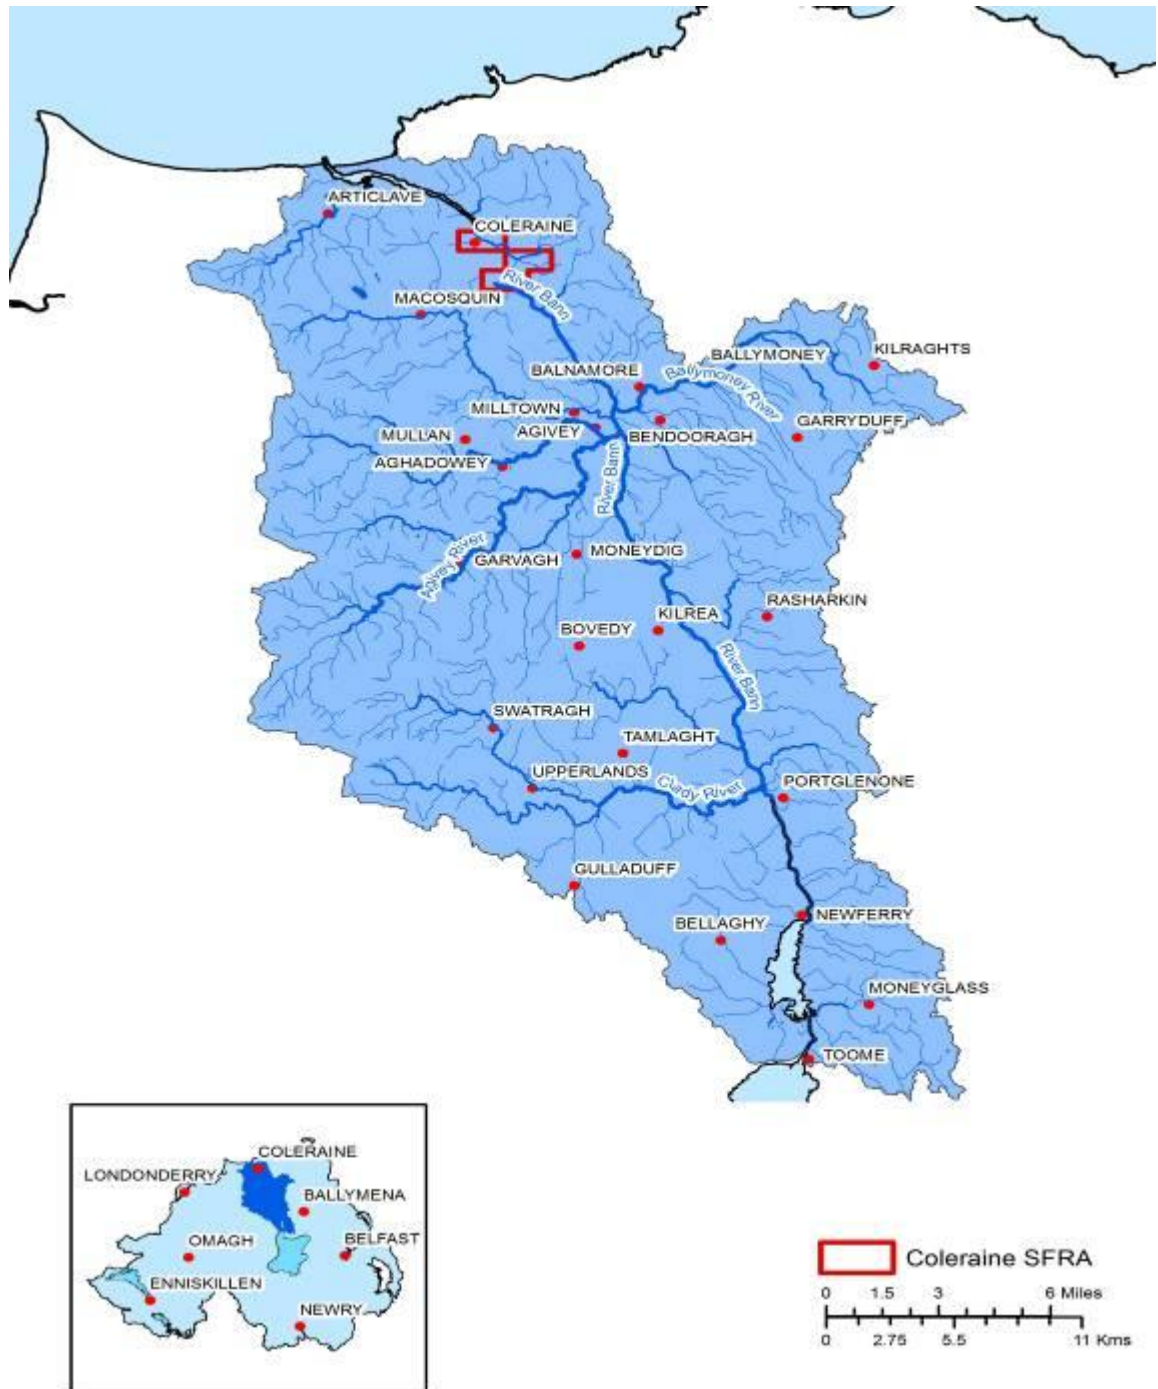 ARTICLAVE
COLERAINE
River Bann
MACOSQUIN
BALLYMONEY
KILRAGHTS
BALNAMORE
Ballymoney River
MILLTOWN
AGIVEY
BENDOORAGH
GARRYDUFF
MULLAN
AGHADOWEY
River Bann
Agivey River
GARVAGH
MONEYDIG
RASHARKIN
KILREA
BOVEDY
River Bann
SWATRAGH
TAMLAGHT
UPPERLANDS
Clady River
PORTGLENONE
GULLADUFF
BELLAGHY
NEWFERRY
MONEYGLASS
TOOME
COLERAINE
LONDONDERRY
BALLYMENA
OMAGH
BELFAST
ENNISKILLEN
NEWRY
Coleraine SFRA
0 1.5 3 6 Miles
0 2.75 5.5 11 Kms